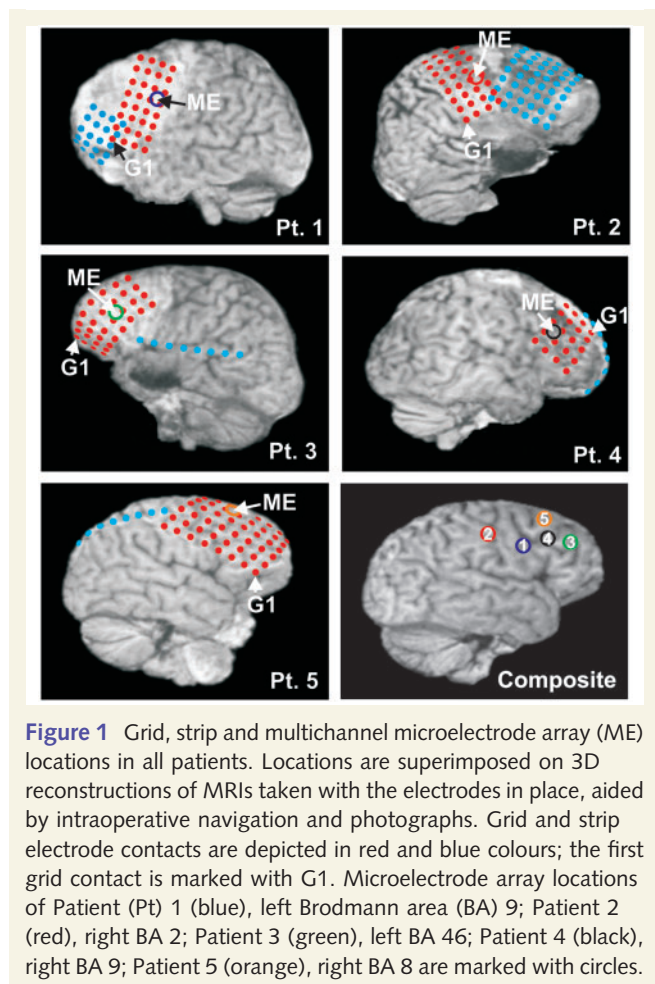 ME
G1
Pt. 1
ME
G1
Pt. 2
ME
G1
Pt. 3
ME
G1
Pt. 4
ME
G1
Pt. 5
5
2
1
4
3
Composite
Figure 1 Grid, strip and multichannel microelectrode array (ME)
locations in all patients. Locations are superimposed on 3D
reconstructions of MRIs taken with the electrodes in place, aided
by intraoperative navigation and photographs. Grid and strip
electrode contacts are depicted in red and blue colours; the first
grid contact is marked with G1. Microelectrode array locations
of Patient (Pt) 1 (blue), left Brodmann area (BA) 9; Patient 2
(red), right BA 2; Patient 3 (green), left BA 46; Patient 4 (black),
right BA 9; Patient 5 (orange), right BA 8 are marked with circles.